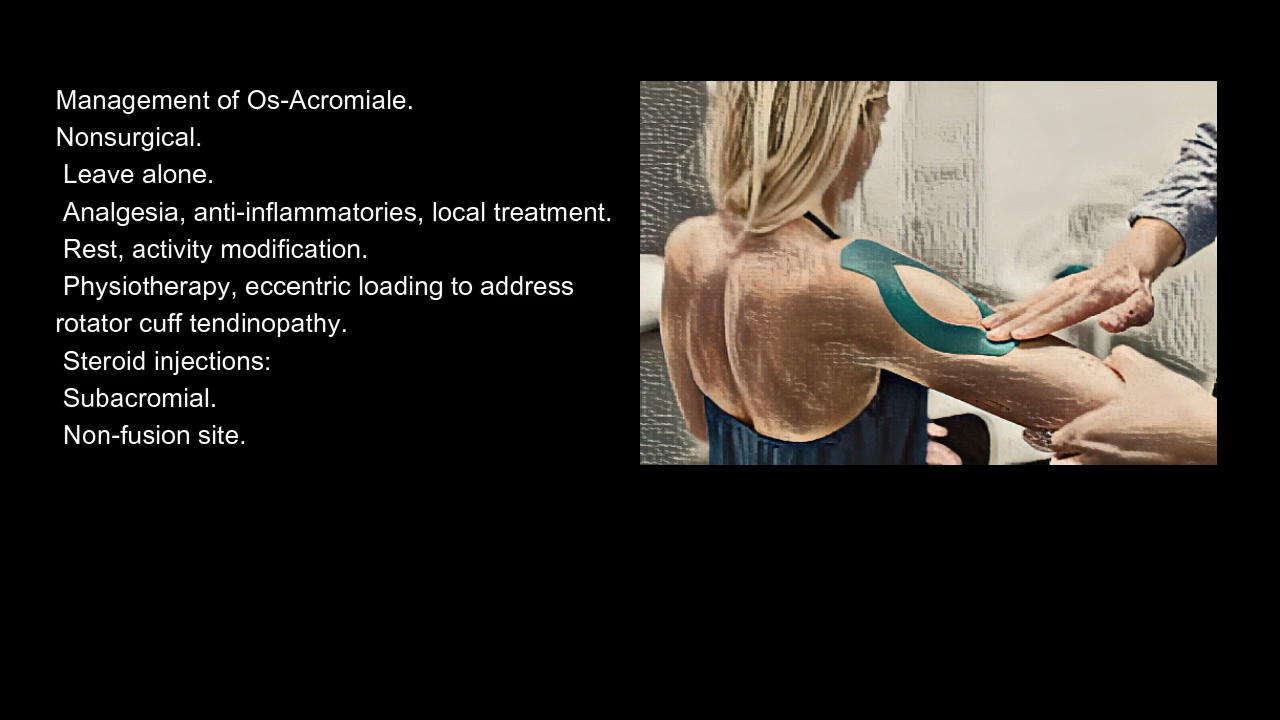 Management of Os-Acromiale.
Nonsurgical.
Leave alone.
Analgesia, anti-inflammatories, local treatment.
Rest, activity modification.
Physiotherapy, eccentric loading to address
rotator cuff tendinopathy.
Steroid injections:
Subacromial.
Non-fusion site.